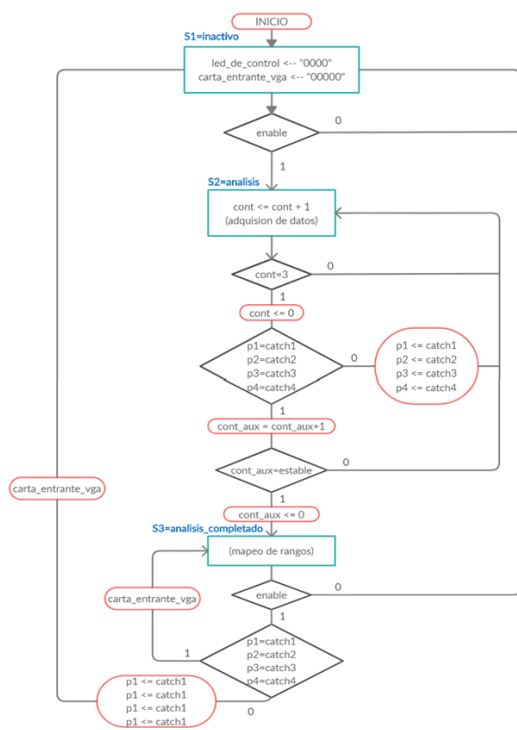 INICIO
S1=inactivo
led_de_control <-- "0000"
carta_entrante_vga <-- "00000"
enable
0
1
S2=analisis
cont <= cont + 1
(adquision de datos)
cont=3
0
1
cont <= 0
p1=catch1
p2=catch2
p3=catch3
p4=catch4
0
p1 <= catch1
p2 <= catch2
p3 <= catch3
p4 <= catch4
1
cont_aux = cont_aux+1
cont_aux=estable
0
1
carta_entrante_vga
cont_aux <= 0
S3=analisis_completado
(mapeo de rangos)
enable
0
carta_entrante_vga
1
p1=catch1
p2=catch2
p3=catch3
p4=catch4
1
p1 <= catch1
p1 <= catch1
p1 <= catch1
p1 <= catch1
0